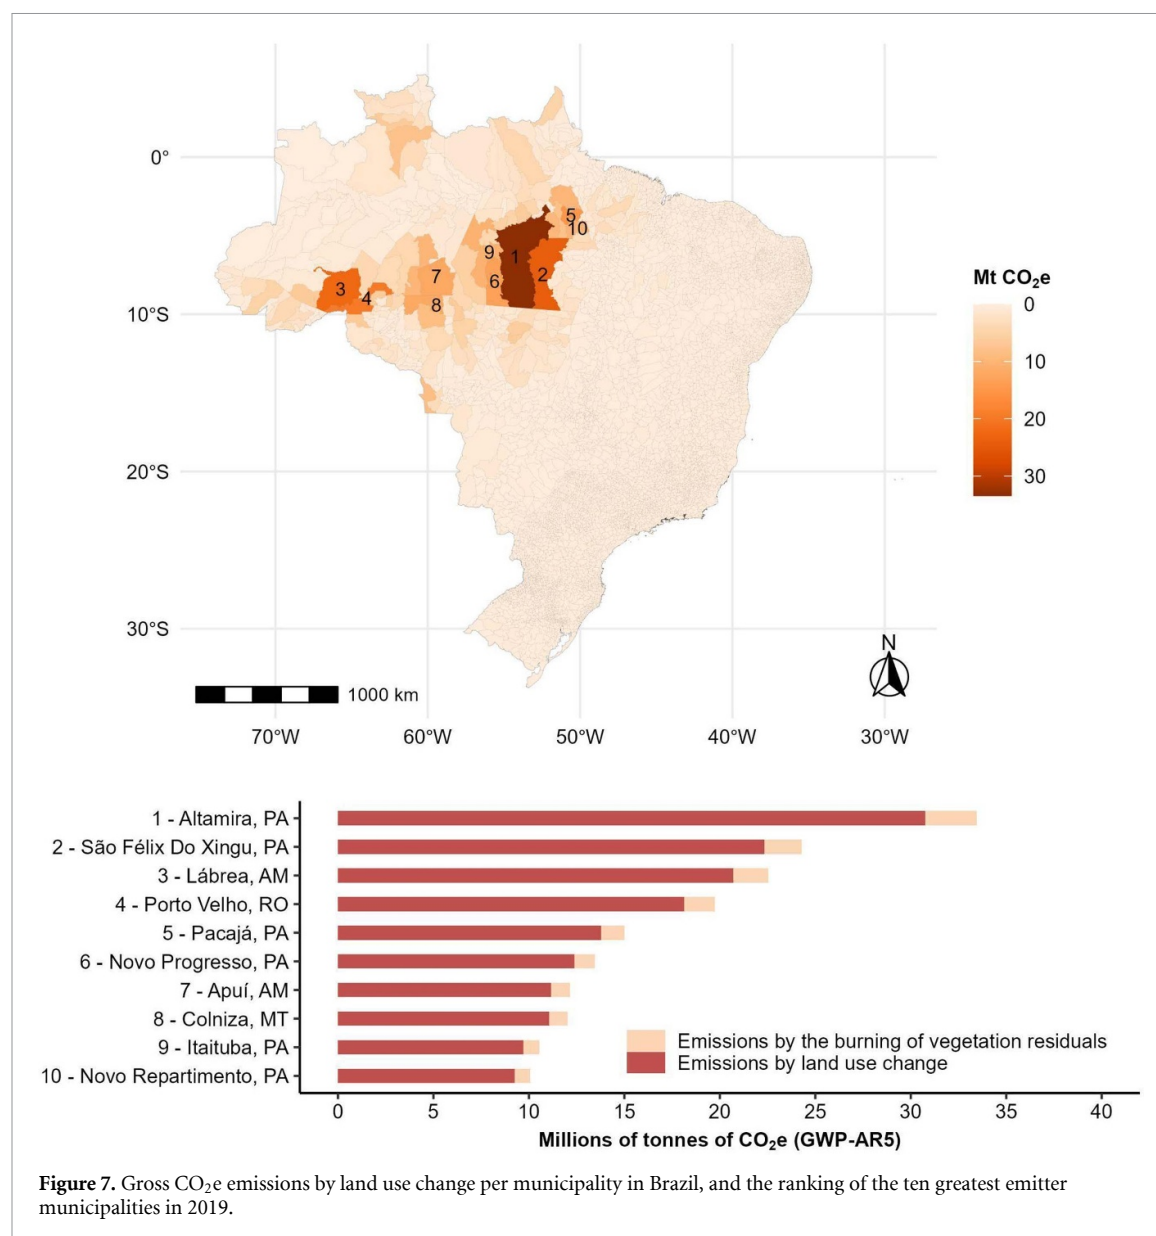 0°
10°S
20°S
30°S
5
10
9
1
2
7
6
3
4
8
Mt CO₂e
0
10
20
30
N
1000 km
70°W 60°W 50°W 40°W 30°W
1 - Altamira, PA
2 - São Félix Do Xingu, PA
3 - Lábrea, AM
4 - Porto Velho, RO
5 - Pacajá, PA
6 - Novo Progresso, PA
7 - Apuí, AM
8 - Colniza, MT
9 - Itaituba, PA
10 - Novo Repartimento, PA
Emissions by the burning of vegetation residuals
Emissions by land use change
0 5 10 15 20 25 30 35 40
Millions of tonnes of CO₂e (GWP-AR5)
Figure 7. Gross CO₂e emissions by land use change per municipality in Brazil, and the ranking of the ten greatest emitter
municipalities in 2019.